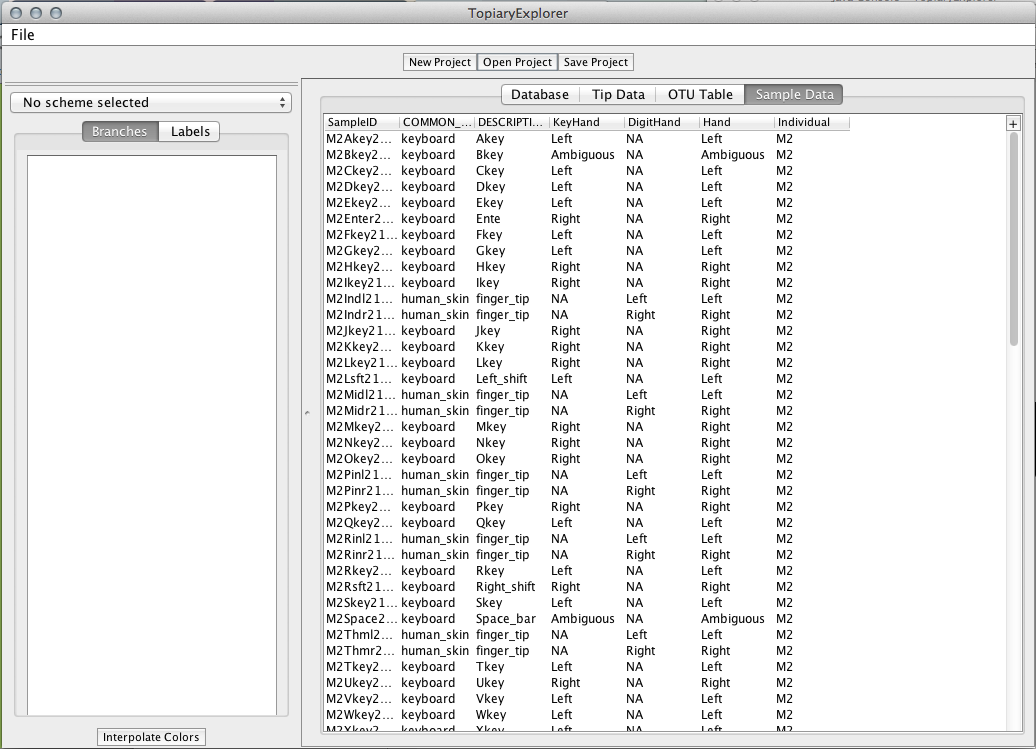 TopiaryExplorer
File
New Project Open Project Save Project
No scheme selected
Branches Labels
Interpolate Colors
Database Tip Data OTU Table Sample Data
SampleID COMMON_... DESCRIPTI... KeyHand DigitHand Hand Individual +
M2Akey2... keyboard Akey Left NA Left M2
M2Bkey2... keyboard Bkey Ambiguous NA Ambiguous M2
M2Ckey2... keyboard Ckey Left NA Left M2
M2Dkey2... keyboard Dkey Left NA Left M2
M2Ekey2... keyboard Ekey Left NA Left M2
M2Enter2... keyboard Ente Right NA Right M2
M2Fkey21... keyboard Fkey Left NA Left M2
M2Gkey2... keyboard Gkey Left NA Left M2
M2Hkey2... keyboard Hkey Right NA Right M2
M2Ikey21... keyboard Ikey Right NA Right M2
M2Indl21... human_skin finger_tip NA Left Left M2
M2Indr21... human_skin finger_tip NA Right Right M2
M2Jkey21... keyboard Jkey Right NA Right M2
M2Kkey2... keyboard Kkey Right NA Right M2
M2Lkey21... keyboard Lkey Right NA Right M2
M2Lsft21... keyboard Left_shift Left NA Left M2
M2Midl21... human_skin finger_tip NA Left Left M2
M2Midr21... human_skin finger_tip NA Right Right M2
M2Mkey2... keyboard Mkey Right NA Right M2
M2Nkey2... keyboard Nkey Right NA Right M2
M2Okey2... keyboard Okey Right NA Right M2
M2Pinl21... human_skin finger_tip NA Left Left M2
M2Pinr21... human_skin finger_tip NA Right Right M2
M2Pkey2... keyboard Pkey Right NA Right M2
M2Qkey2... keyboard Qkey Left NA Left M2
M2Rinl21... human_skin finger_tip NA Left Left M2
M2Rinr21... human_skin finger_tip NA Right Right M2
M2Rkey2... keyboard Rkey Left NA Left M2
M2Rsft21... keyboard Right_shift Right NA Right M2
M2Skey21... keyboard Skey Left NA Left M2
M2Space2... keyboard Space_bar Ambiguous NA Ambiguous M2
M2Thml2... human_skin finger_tip NA Left Left M2
M2Thmr2... human_skin finger_tip NA Right Right M2
M2Tkey2... keyboard Tkey Left NA Left M2
M2Ukey2... keyboard Ukey Right NA Right M2
M2Vkey2... keyboard Vkey Left NA Left M2
M2Wkey2... keyboard Wkey Left NA Left M2
M2Xkey2... keyboard Xkey Left NA Left M2